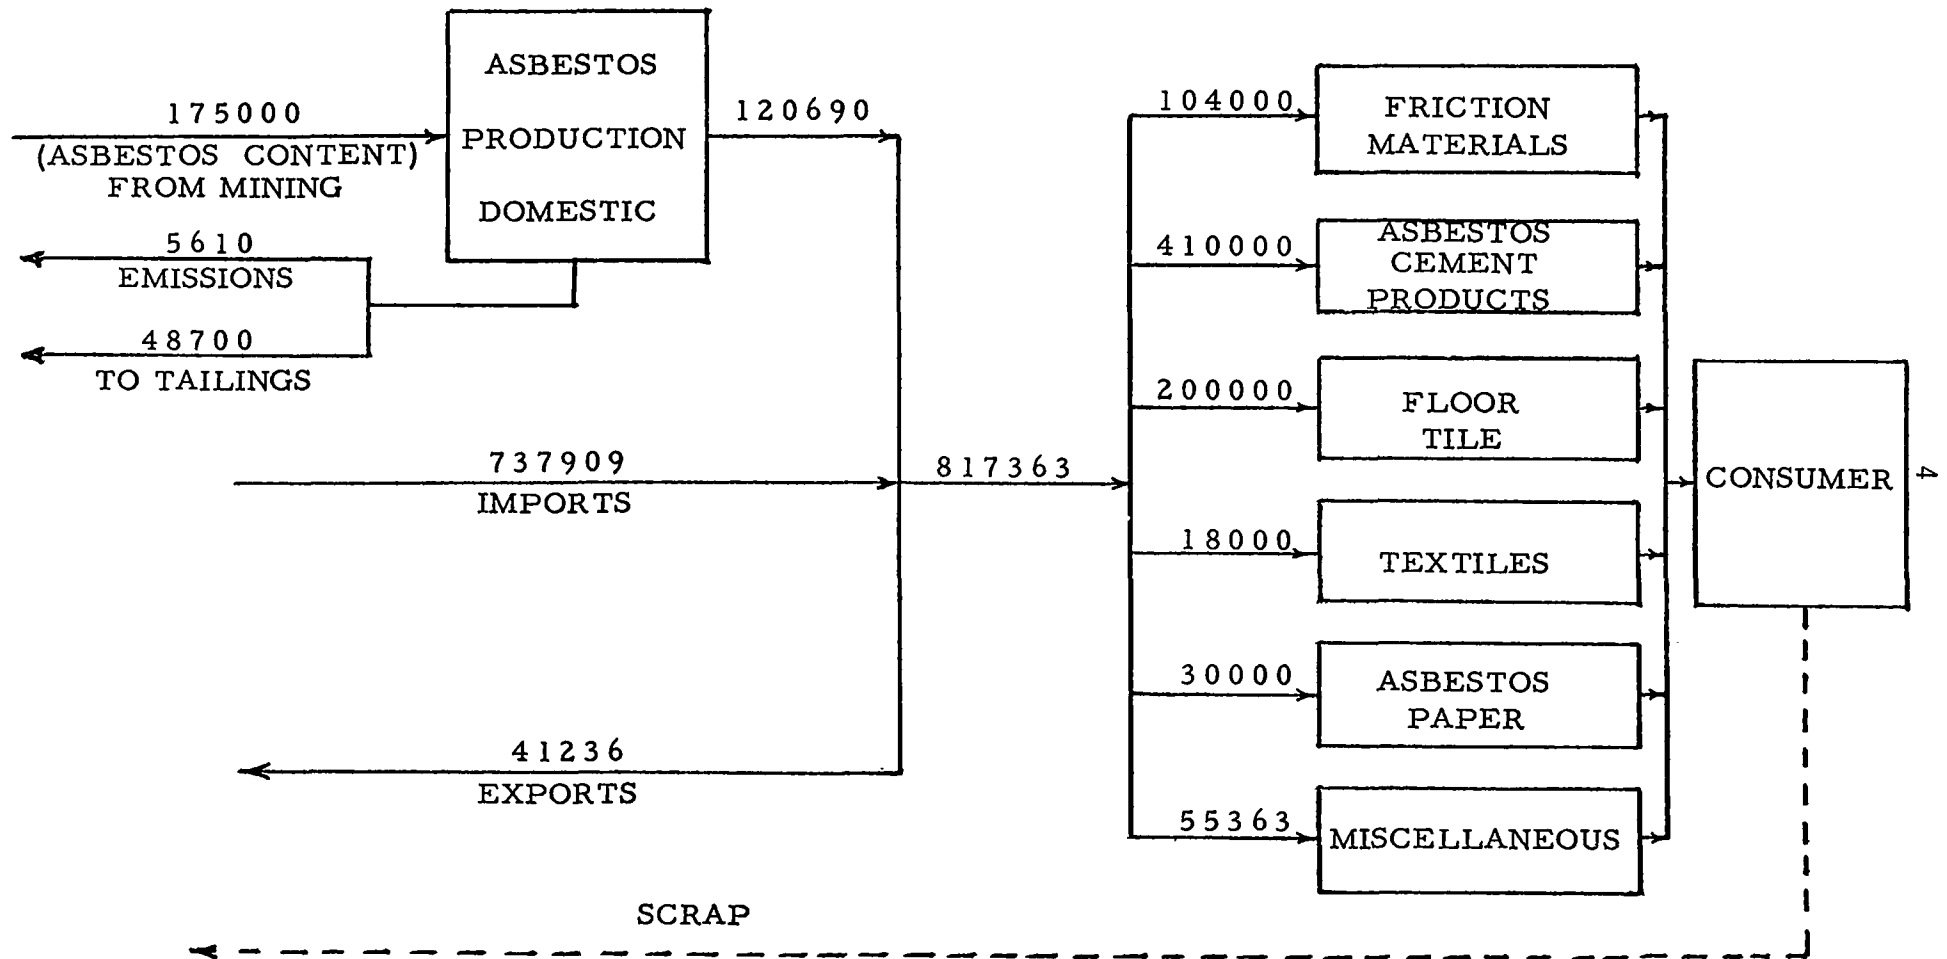 ASBESTOS
PRODUCTION
DOMESTIC
175000
(ASBESTOS CONTENT)
FROM MINING
120690
5610
EMISSIONS
48700
TO TAILINGS
737909
IMPORTS
817363
41236
EXPORTS
104000
FRICTION
MATERIALS
410000
ASBESTOS
CEMENT
PRODUCTS
200000
FLOOR
TILE
18000
TEXTILES
30000
ASBESTOS
PAPER
55363
MISCELLANEOUS
CONSUMER
4
SCRAP